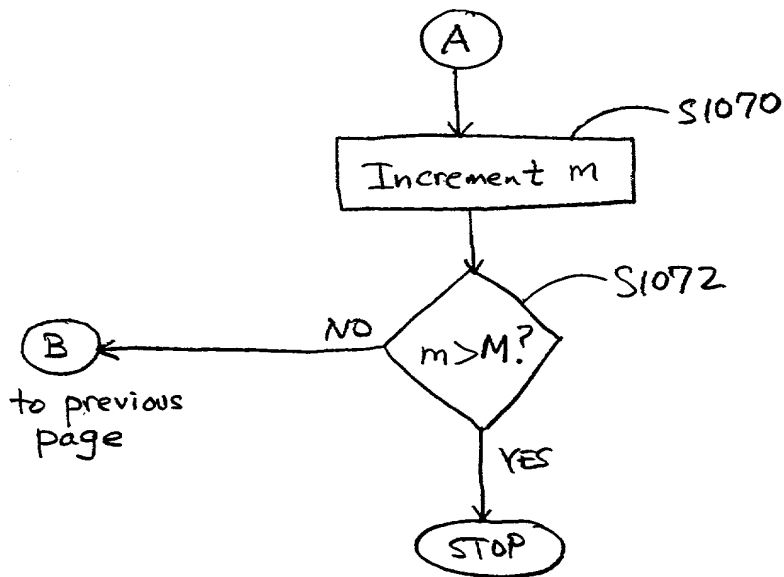 A
S1070
Increment m
S1072
NO
m>M?
B
to previous
page
YES
STOP